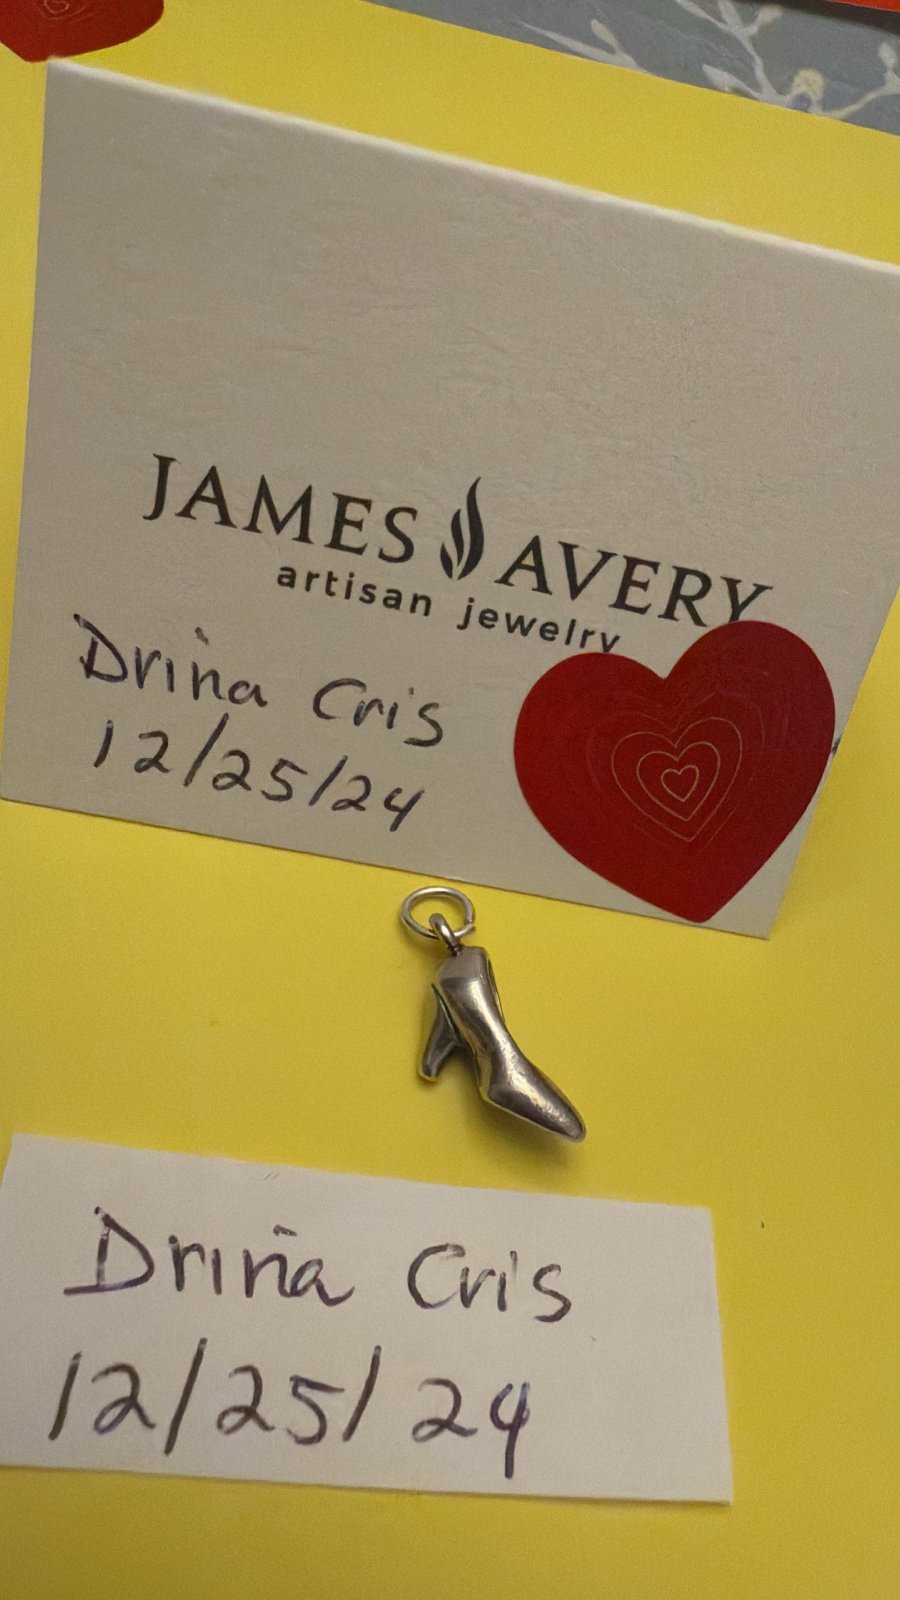 JAMES AVERY
artisan jewelry
Driña Cris
12/25/24
Driña Cris
12/25/24